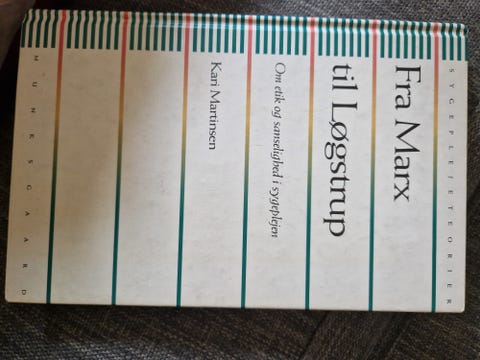 SYGEPLEJETEORIER
Fra Marx
til Løgstrup
Om etik og sanselighed i sygeplejen
Kari Martinsen
MUNKSGAARD